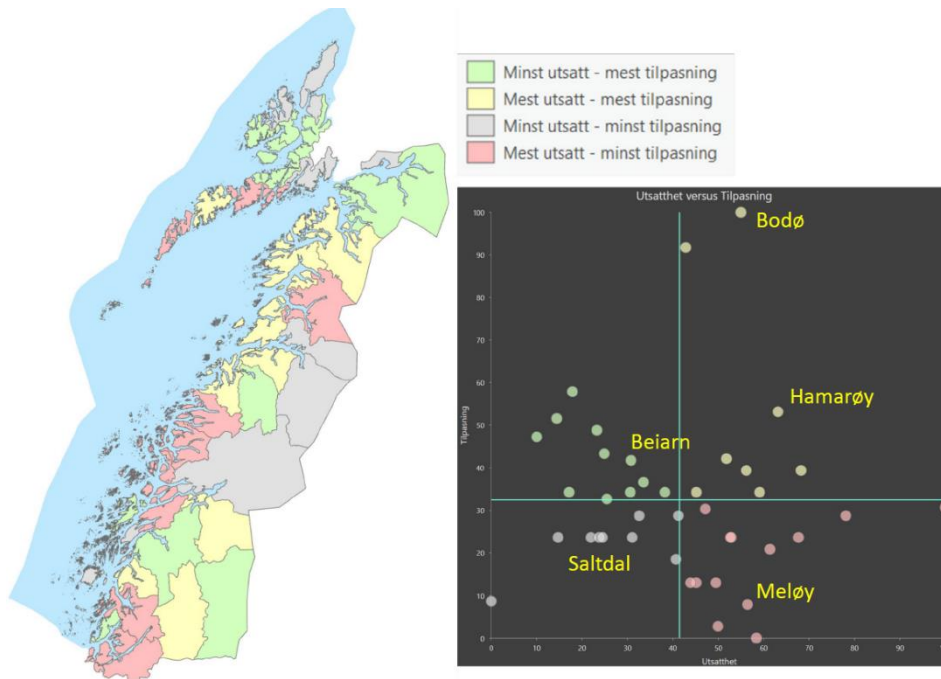 Minst utsatt - mest tilpasning
Mest utsatt - mest tilpasning
Minst utsatt - minst tilpasning
Mest utsatt - minst tilpasning
Utsatthet versus Tilpasning
100
90
80
70
60
50
40
30
20
10
0
Tilpasning
Bodø
Hamarøy
Beiarn
Saltdal
Meløy
0 10 20 30 40 50 60 70 80 90
Utsatthet